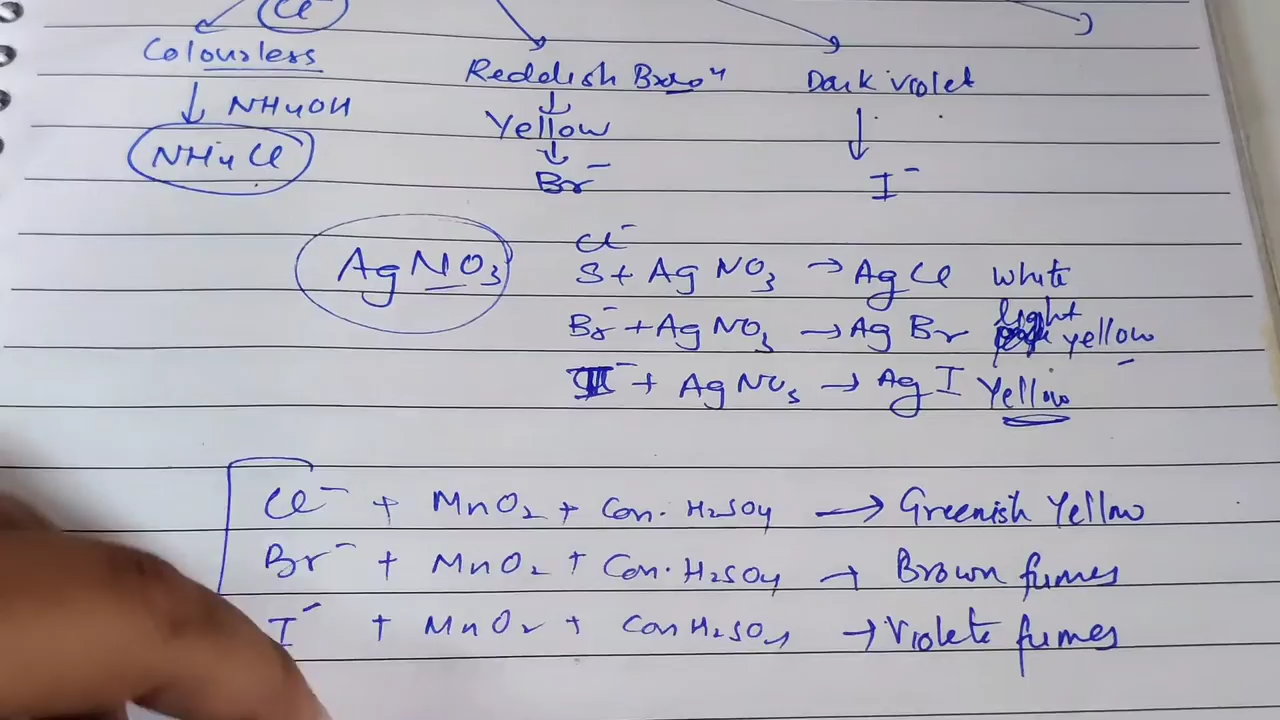 Cl⁻
Colourless Reddish Brown Dark violet
↓ NH4OH ↓ ↓
NH4Cl Yellow
↓
Br⁻ I⁻
Cl⁻
AgNO3 S + AgNO3 → AgCl white
Br⁻ + AgNO3 → AgBr light yellow
I⁻ + AgNO3 → AgI Yellow
Cl⁻ + MnO2 + Con. H2SO4 → Greenish Yellow
Br⁻ + MnO2 + Con. H2SO4 → Brown fumes
I⁻ + MnO2 + Con H2SO4 → Violete fumes